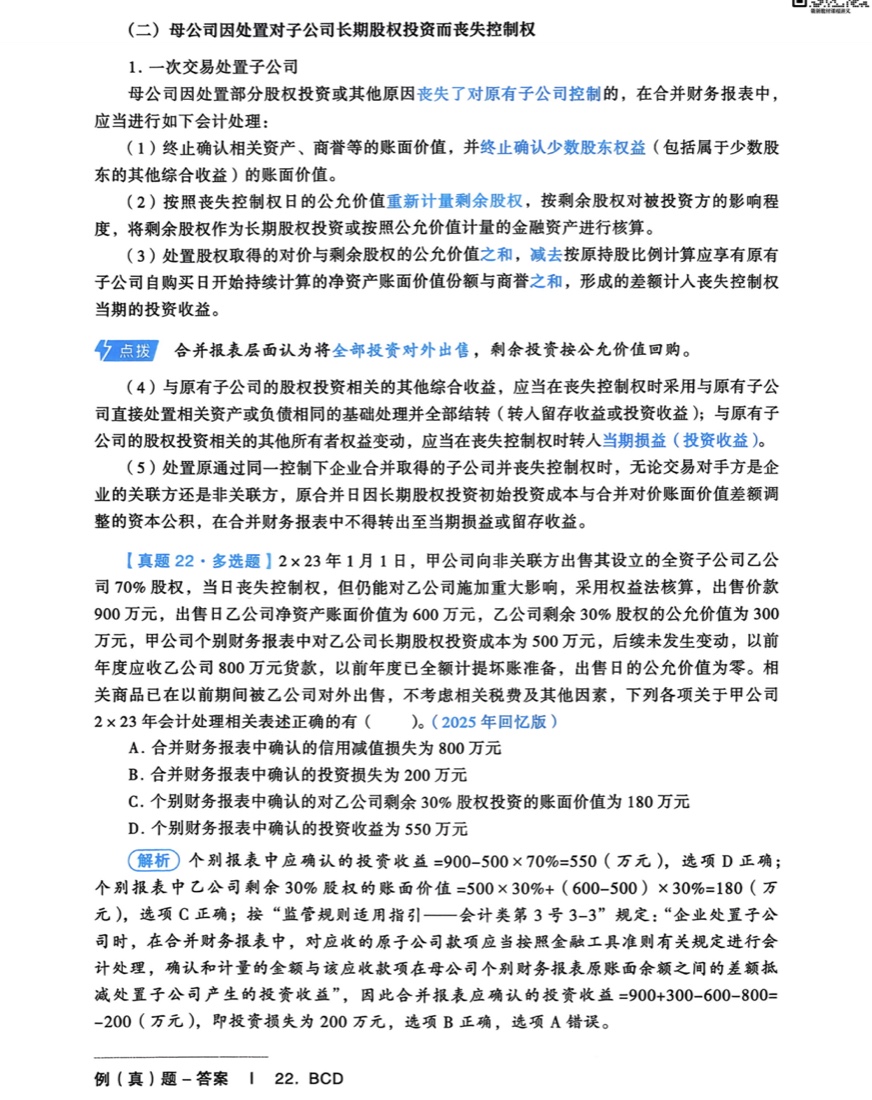 （二）母公司因处置对子公司长期股权投资而丧失控制权
1. 一次交易处置子公司
母公司因处置部分股权投资或其他原因丧失了对原有子公司控制的，在合并财务报表中，
应当进行如下会计处理：
（1）终止确认相关资产、商誉等的账面价值，并终止确认少数股东权益（包括属于少数股
东的其他综合收益）的账面价值。
（2）按照丧失控制权日的公允价值重新计量剩余股权，按剩余股权对被投资方的影响程
度，将剩余股权作为长期股权投资或按照公允价值计量的金融资产进行核算。
（3）处置股权取得的对价与剩余股权的公允价值之和，减去按原持股比例计算应享有原有
子公司自购买日开始持续计算的净资产账面价值份额与商誉之和，形成的差额计入丧失控制权
当期的投资收益。
点拨 合并报表层面认为将全部投资对外出售，剩余投资按公允价值回购。
（4）与原有子公司的股权投资相关的其他综合收益，应当在丧失控制权时采用与原有子公
司直接处置相关资产或负债相同的基础处理并全部结转（转入留存收益或投资收益）；与原有子
公司的股权投资相关的其他所有者权益变动，应当在丧失控制权时转入当期损益（投资收益）。
（5）处置原通过同一控制下企业合并取得的子公司并丧失控制权时，无论交易对手方是企
业的关联方还是非关联方，原合并日因长期股权投资初始投资成本与合并对价账面价值差额调
整的资本公积，在合并财务报表中不得转出至当期损益或留存收益。
【真题 22·多选题】2×23 年 1 月 1 日，甲公司向非关联方出售其设立的全资子公司乙公
司 70% 股权，当日丧失控制权，但仍能对乙公司施加重大影响，采用权益法核算，出售价款
900 万元，出售日乙公司净资产账面价值为 600 万元，乙公司剩余 30% 股权的公允价值为 300
万元，甲公司个别财务报表中对乙公司长期股权投资成本为 500 万元，后续未发生变动，以前
年度应收乙公司 800 万元货款，以前年度已全额计提坏账准备，出售日的公允价值为零。相
关商品已在以前期间被乙公司对外出售，不考虑相关税费及其他因素，下列各项关于甲公司
2×23 年会计处理相关表述正确的有（ ）。（2025 年回忆版）
A. 合并财务报表中确认的信用减值损失为 800 万元
B. 合并财务报表中确认的投资损失为 200 万元
C. 个别财务报表中确认的对乙公司剩余 30% 股权投资的账面价值为 180 万元
D. 个别财务报表中确认的投资收益为 550 万元
解析 个别报表中应确认的投资收益 =900-500×70%=550（万元），选项 D 正确；
个别报表中乙公司剩余 30% 股权的账面价值 =500×30%+（600-500）×30%=180（万
元），选项 C 正确；按“监管规则适用指引——会计类第 3 号 3-3”规定：“企业处置子公
司时，在合并财务报表中，对应收的原子公司款项应当按照金融工具准则有关规定进行会
计处理，确认和计量的金额与该应收款项在母公司个别财务报表原账面余额之间的差额抵
减处置子公司产生的投资收益”，因此合并报表应确认的投资收益 =900+300-600-800=
-200（万元），即投资损失为 200 万元，选项 B 正确，选项 A 错误。
例（真）题－答案 | 22. BCD